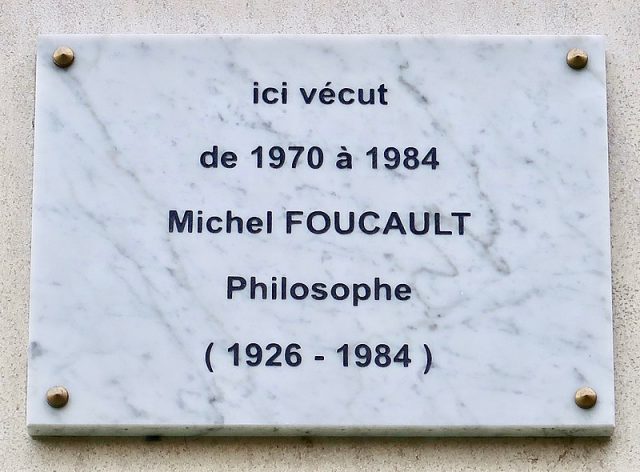 ici vécut
de 1970 à 1984
Michel FOUCAULT
Philosophe
( 1926 - 1984 )